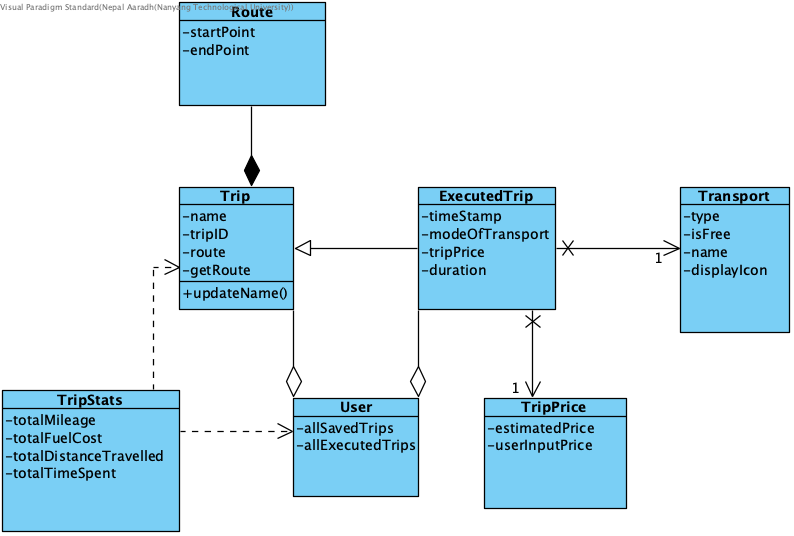 Visual Paradigm Standard(Nepal Aaradh(Nanyang Technological University))
Route
-startPoint
-endPoint
Trip
-name
-tripID
-route
-getRoute
+updateName()
ExecutedTrip
-timeStamp
-modeOfTransport
-tripPrice
-duration
Transport
-type
-isFree
-name
-displayIcon
1
1
TripStats
-totalMileage
-totalFuelCost
-totalDistanceTravelled
-totalTimeSpent
User
-allSavedTrips
-allExecutedTrips
TripPrice
-estimatedPrice
-userInputPrice